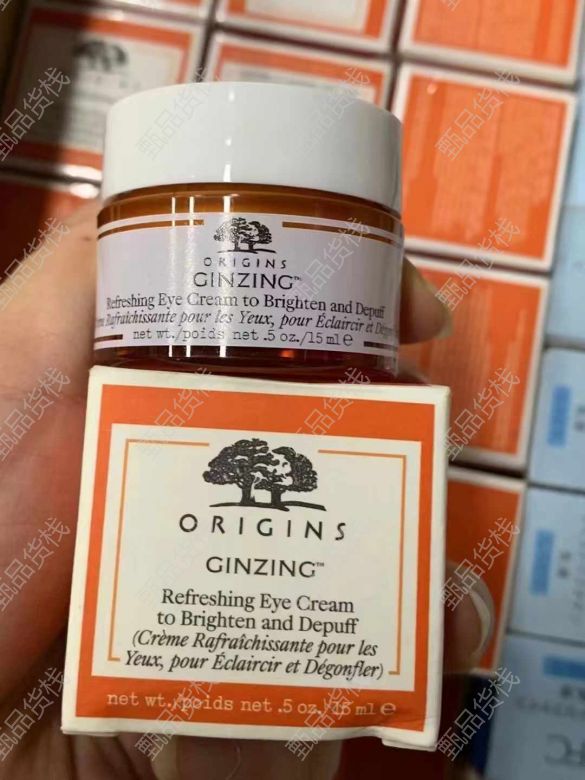 ORIGINS
GINZING™
Refreshing Eye Cream to Brighten and Depuff
Rafraîchissante pour les Yeux, pour Éclaircir et
net wt./poids net .5 oz./15 ml ℮
ORIGINS
GINZING™
Refreshing Eye Cream
to Brighten and Depuff
(Crème Rafraîchissante pour les
Yeux, pour Éclaircir et Dégonfler)
net wt./poids net .5 oz./15 ml ℮
甄品货栈